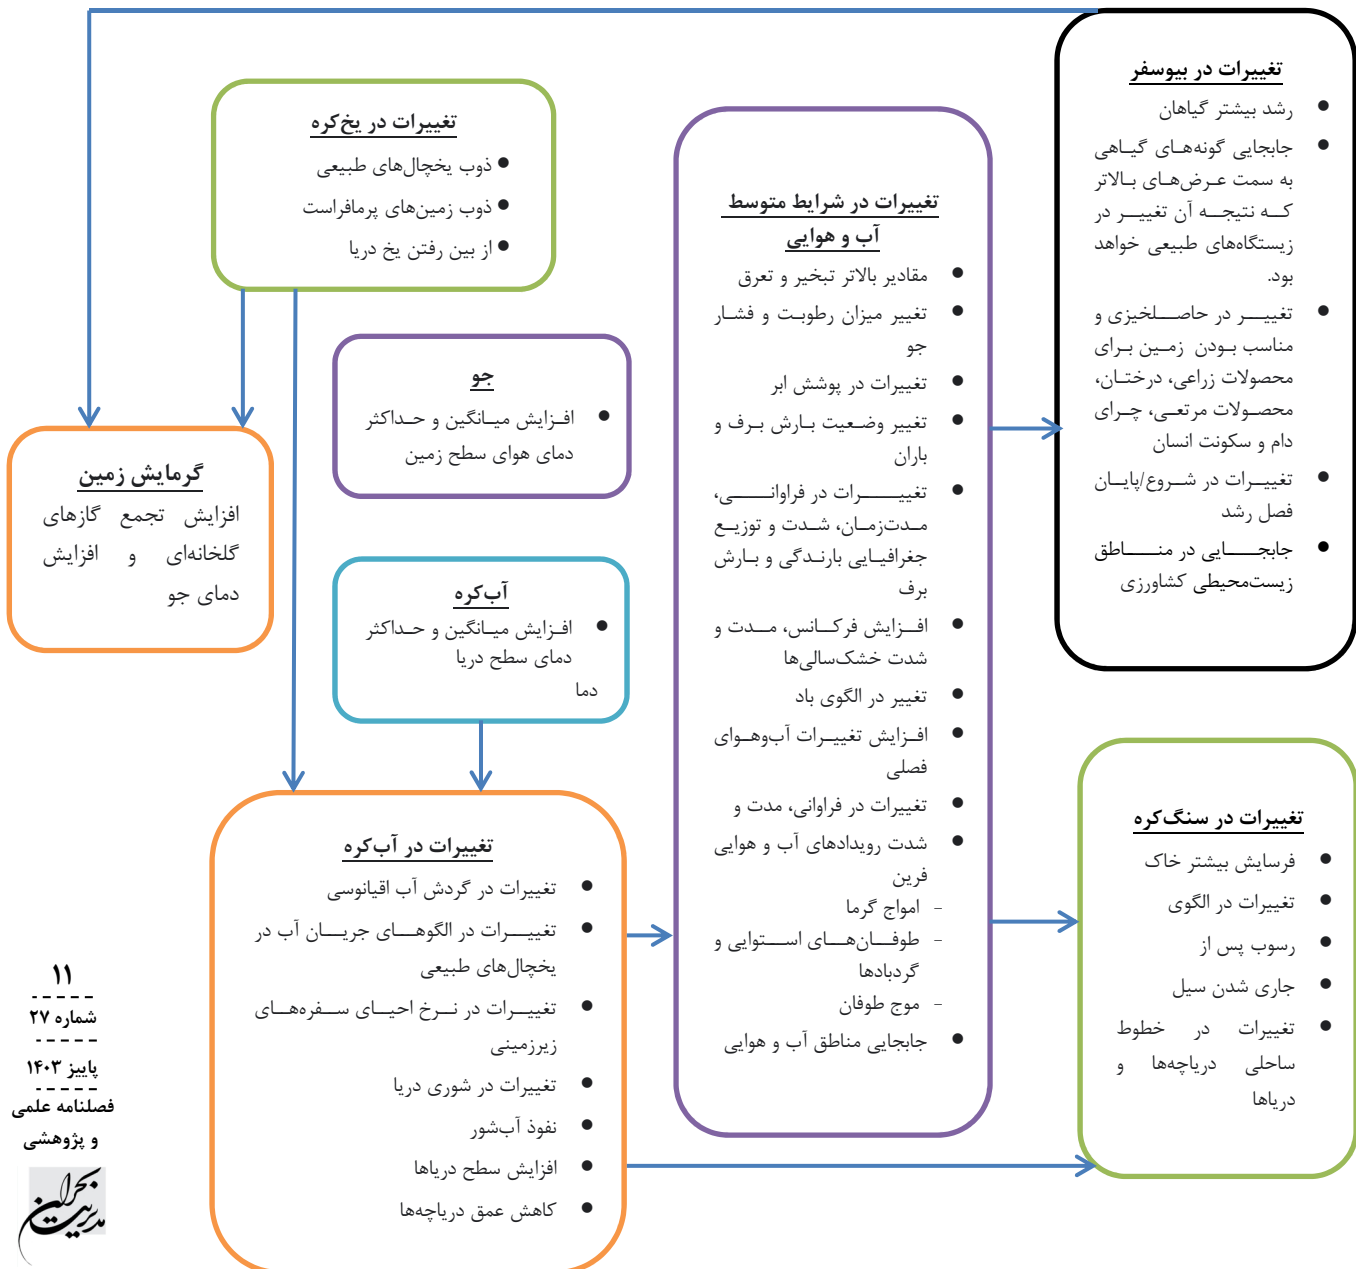 تغییرات در بیوسفر
● رشد بیشتر گیاهان
● جابجایی گونه‌های گیاهی
به سمت عرض‌های بالاتر
که نتیجه آن تغییر در
زیستگاه‌های طبیعی خواهد
بود.
● تغییر در حاصلخیزی و
مناسب بودن زمین برای
محصولات زراعی، درختان،
محصولات مرتعی، چرای
دام و سکونت انسان
● تغییرات در شروع/پایان
فصل رشد
● جابجایی در مناطق
زیست‌محیطی کشاورزی
تغییرات در یخ‌کره
● ذوب یخچال‌های طبیعی
● ذوب زمین‌های پرمافراست
● از بین رفتن یخ دریا
تغییرات در شرایط متوسط
آب و هوایی
● مقادیر بالاتر تبخیر و تعرق
● تغییر میزان رطوبت و فشار
جو
● تغییرات در پوشش ابر
● تغییر وضعیت بارش برف و
باران
● تغییرات در فراوانی،
مدت‌زمان، شدت و توزیع
جغرافیایی بارندگی و بارش
برف
● افزایش فرکانس، مدت و
شدت خشک‌سالی‌ها
● تغییر در الگوی باد
● افزایش تغییرات آب‌وهوای
فصلی
● تغییرات در فراوانی، مدت و
● شدت رویدادهای آب و هوایی
فرین
- امواج گرما
- طوفان‌های استوایی و
گردبادها
- موج طوفان
● جابجایی مناطق آب و هوایی
جو
● افزایش میانگین و حداکثر
دمای هوای سطح زمین
گرمایش زمین
افزایش تجمع گازهای
گلخانه‌ای و افزایش
دمای جو
آب‌کره
● افزایش میانگین و حداکثر
دمای سطح دریا
دما
تغییرات در سنگ‌کره
● فرسایش بیشتر خاک
● تغییرات در الگوی
● رسوب پس از
● جاری شدن سیل
● تغییرات در خطوط
ساحلی دریاچه‌ها و
دریاها
تغییرات در آب‌کره
● تغییرات در گردش آب اقیانوسی
● تغییرات در الگوهای جریان آب در
یخچال‌های طبیعی
● تغییرات در نرخ احیای سفره‌های
زیرزمینی
● تغییرات در شوری دریا
● نفوذ آب‌شور
● افزایش سطح دریاها
● کاهش عمق دریاچه‌ها
۱۱
شماره ۲۷
پاییز ۱۴۰۳
فصلنامه علمی
و پژوهشی
مدیریت بحران